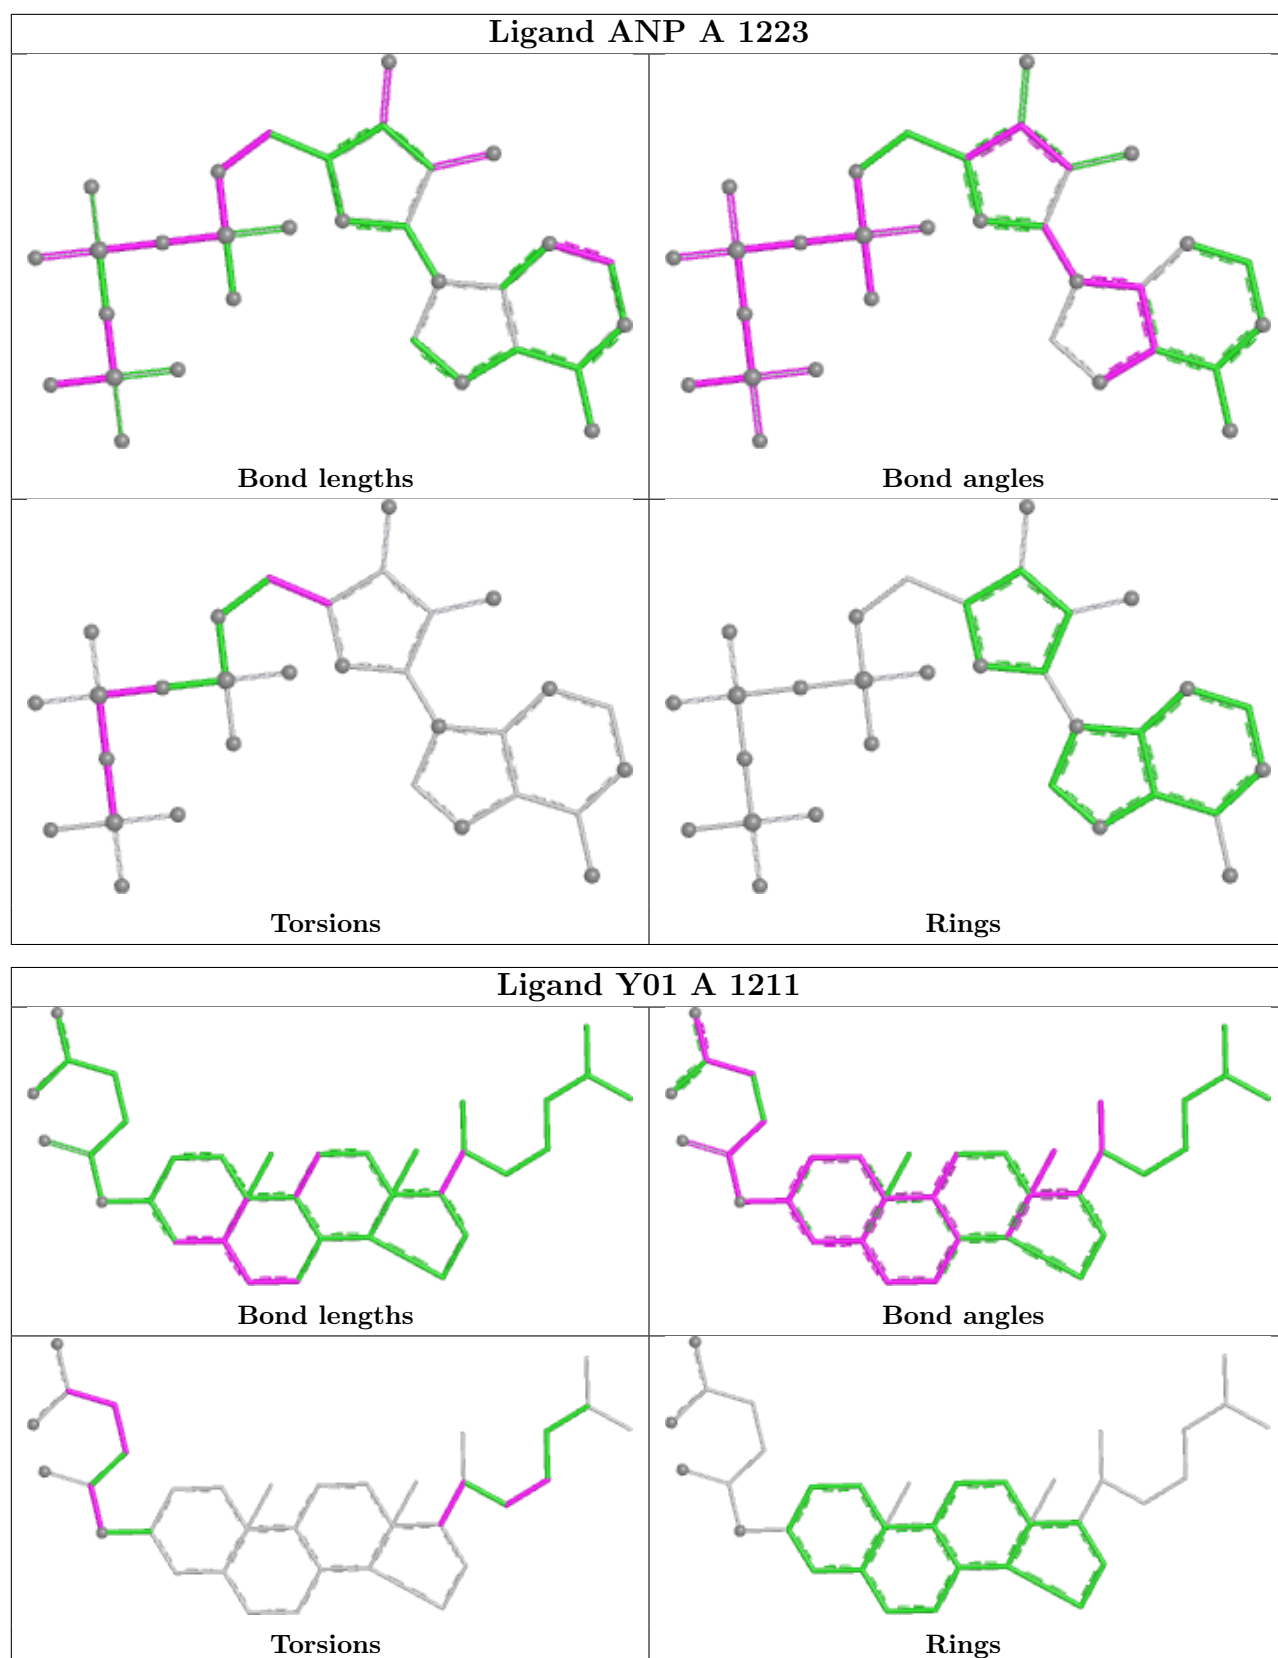 Ligand ANP A 1223
Bond lengths
Bond angles
Torsions
Rings
Ligand Y01 A 1211
Bond lengths
Bond angles
Torsions
Rings